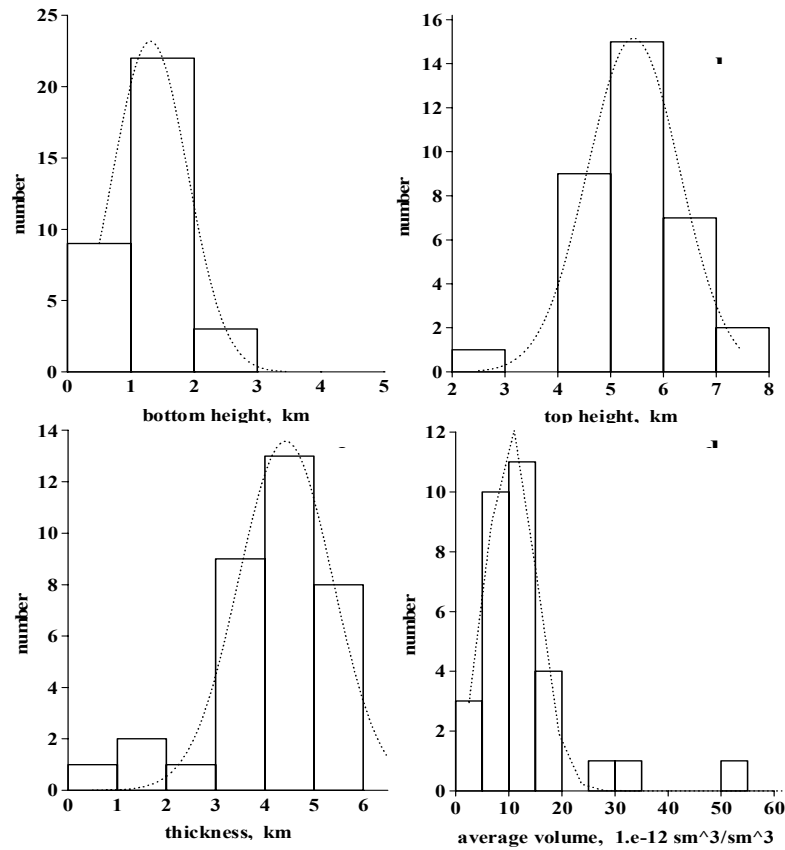 25
20
15
10
5
0
number
0 1 2 3 4 5
bottom height, km
16
14
12
10
8
6
4
2
0
number
2 3 4 5 6 7 8
top height, km
14
12
10
8
6
4
2
0
number
0 1 2 3 4 5 6
thickness, km
12
10
8
6
4
2
0
number
0 10 20 30 40 50 60
average volume, 1.e-12 sm^3/sm^3